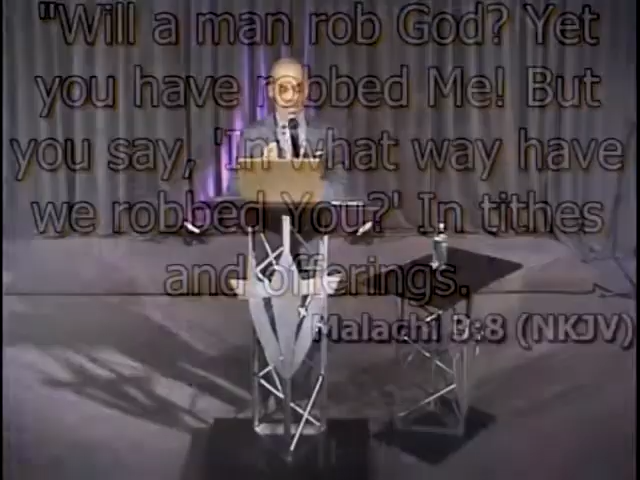 "Will a man rob God? Yet
you have robbed Me! But
you say, 'In what way have
we robbed You?' In tithes
and offerings.
Malachi 3:8 (NKJV)